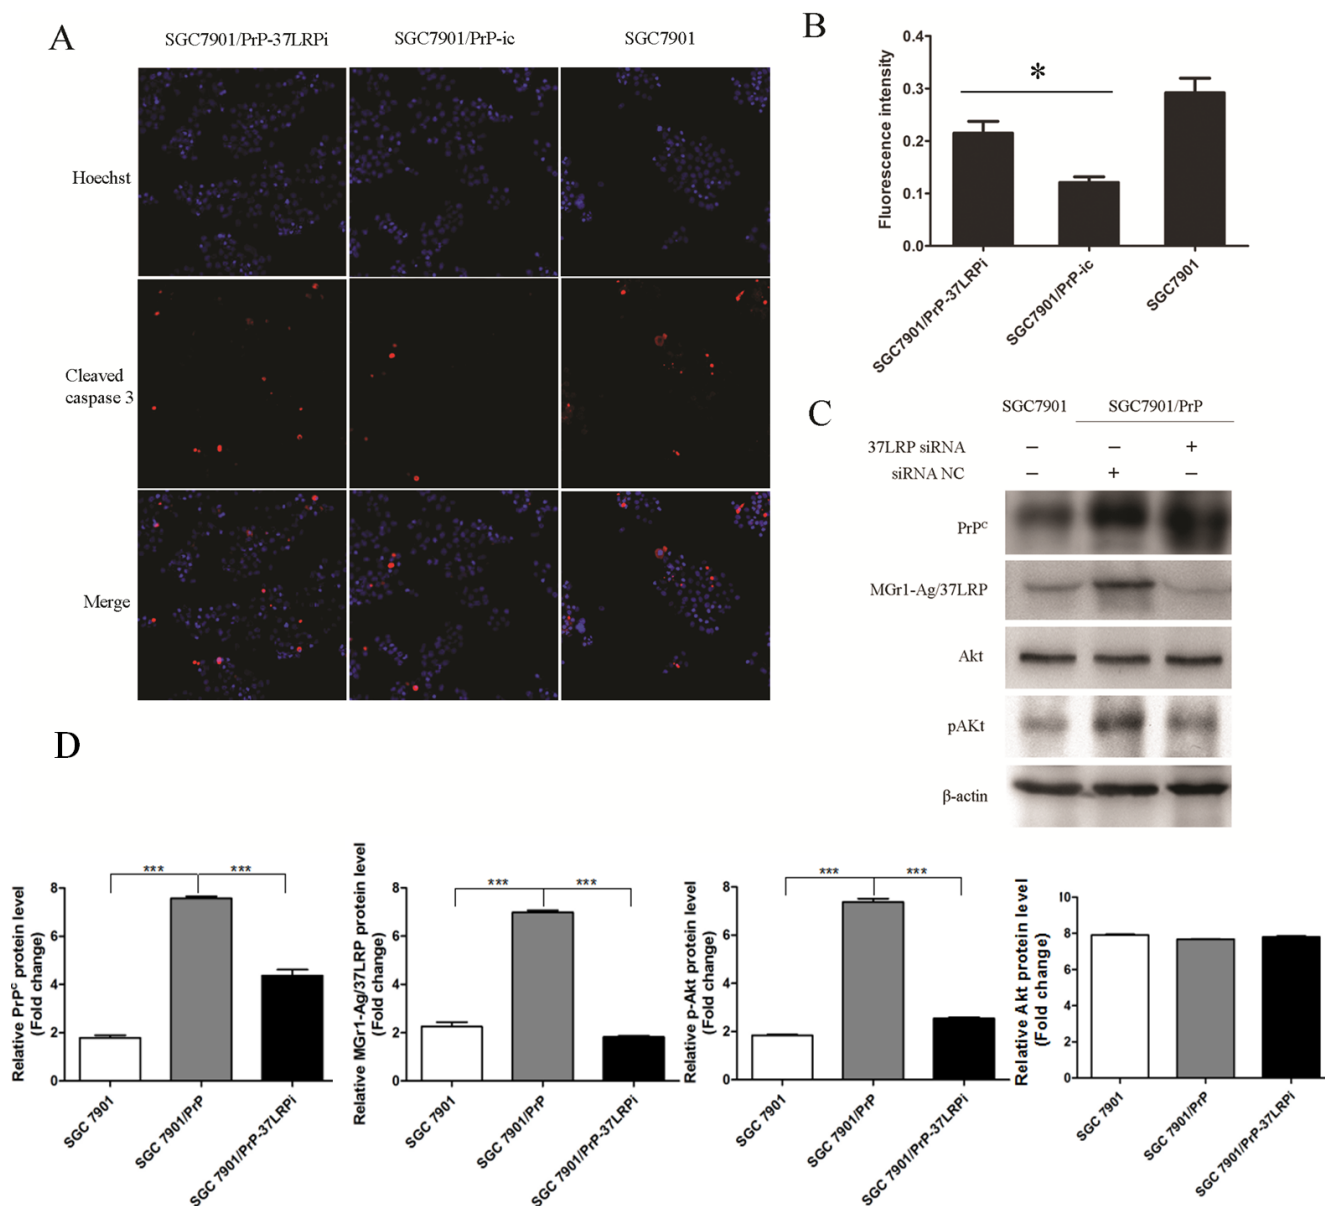 A
SGC7901/PrP-37LRPi
SGC7901/PrP-ic
SGC7901
Hoechst
Cleaved
caspase 3
Merge
B
Fluorescence intensity
0.4
0.3
0.2
0.1
0.0
*
SGC7901/PrP-37LRPi
SGC7901/PrP-ic
SGC7901
C
SGC7901
SGC7901/PrP
37LRP siRNA
− − +
siRNA NC
− + −
PrPᶜ
MGr1-Ag/37LRP
Akt
pAKt
β-actin
D
Relative PrPᶜ protein level
(Fold change)
8
6
4
2
0
*** ***
SGC 7901
SGC 7901/PrP
SGC 7901/PrP-37LRPi
Relative MGr1-Ag/37LRP protein level
(Fold change)
8
6
4
2
0
*** ***
SGC 7901
SGC 7901/PrP
SGC 7901/PrP-37LRPi
Relative p-Akt protein level
(Fold change)
8
6
4
2
0
*** ***
SGC 7901
SGC 7901/PrP
SGC 7901/PrP-37LRPi
Relative Akt protein level
(Fold change)
10
8
6
4
2
0
SGC 7901
SGC 7901/PrP
SGC 7901/PrP-37LRPi